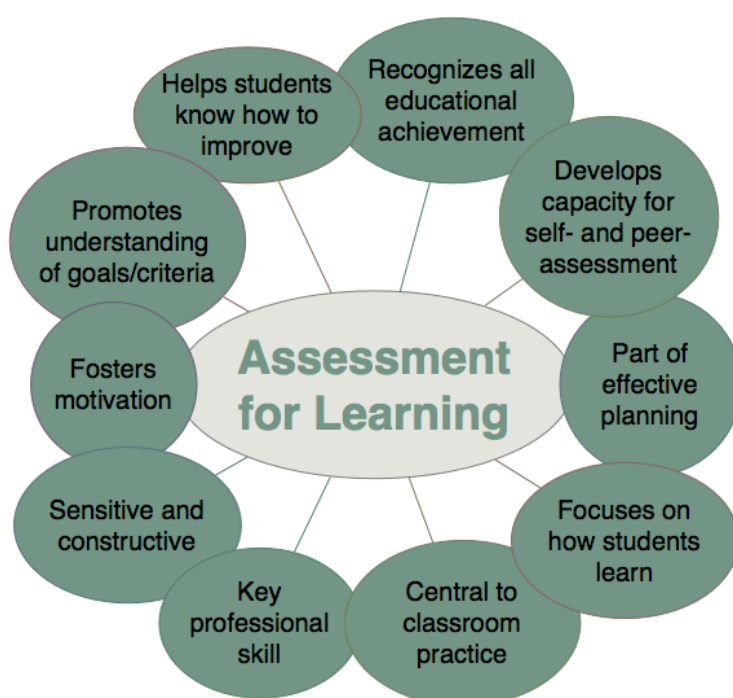 Assessment
for Learning
Recognizes all
educational
achievement
Develops
capacity for
self- and peer-
assessment
Part of
effective
planning
Focuses on
how students
learn
Central to
classroom
practice
Key
professional
skill
Sensitive and
constructive
Fosters
motivation
Promotes
understanding
of goals/criteria
Helps students
know how to
improve